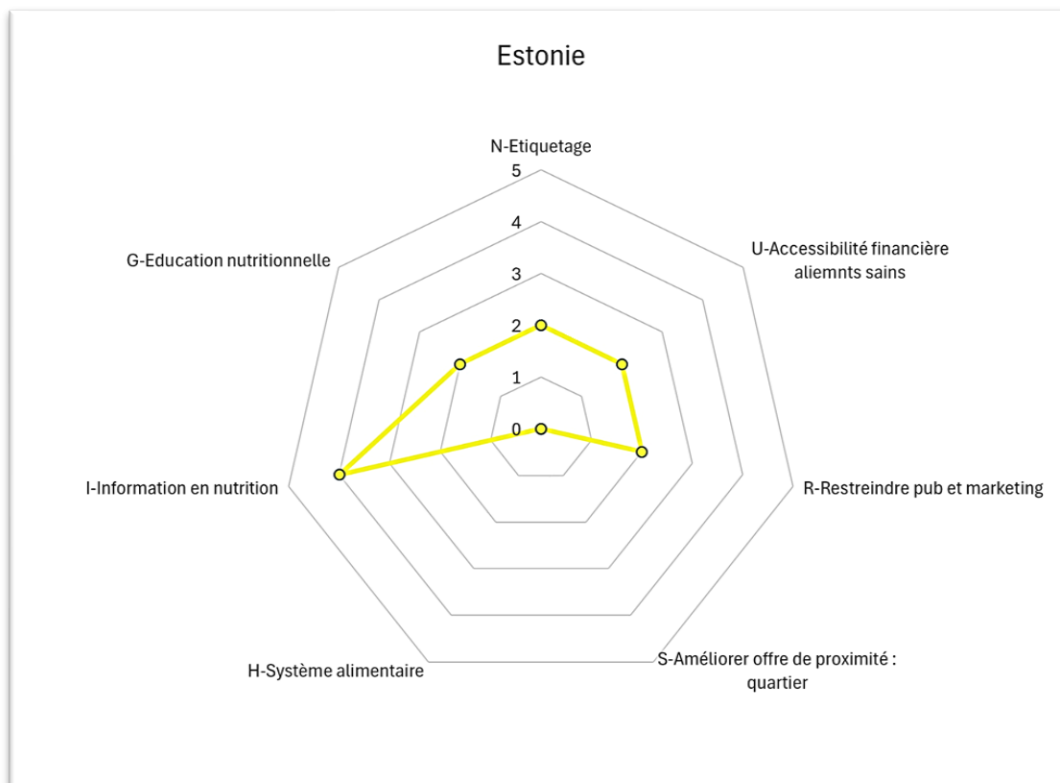 Estonie
N-Etiquetage
5
4
3
2
1
0
U-Accessibilité financière
aliemnts sains
R-Restreindre pub et marketing
S-Améliorer offre de proximité :
quartier
H-Système alimentaire
I-Information en nutrition
G-Education nutritionnelle